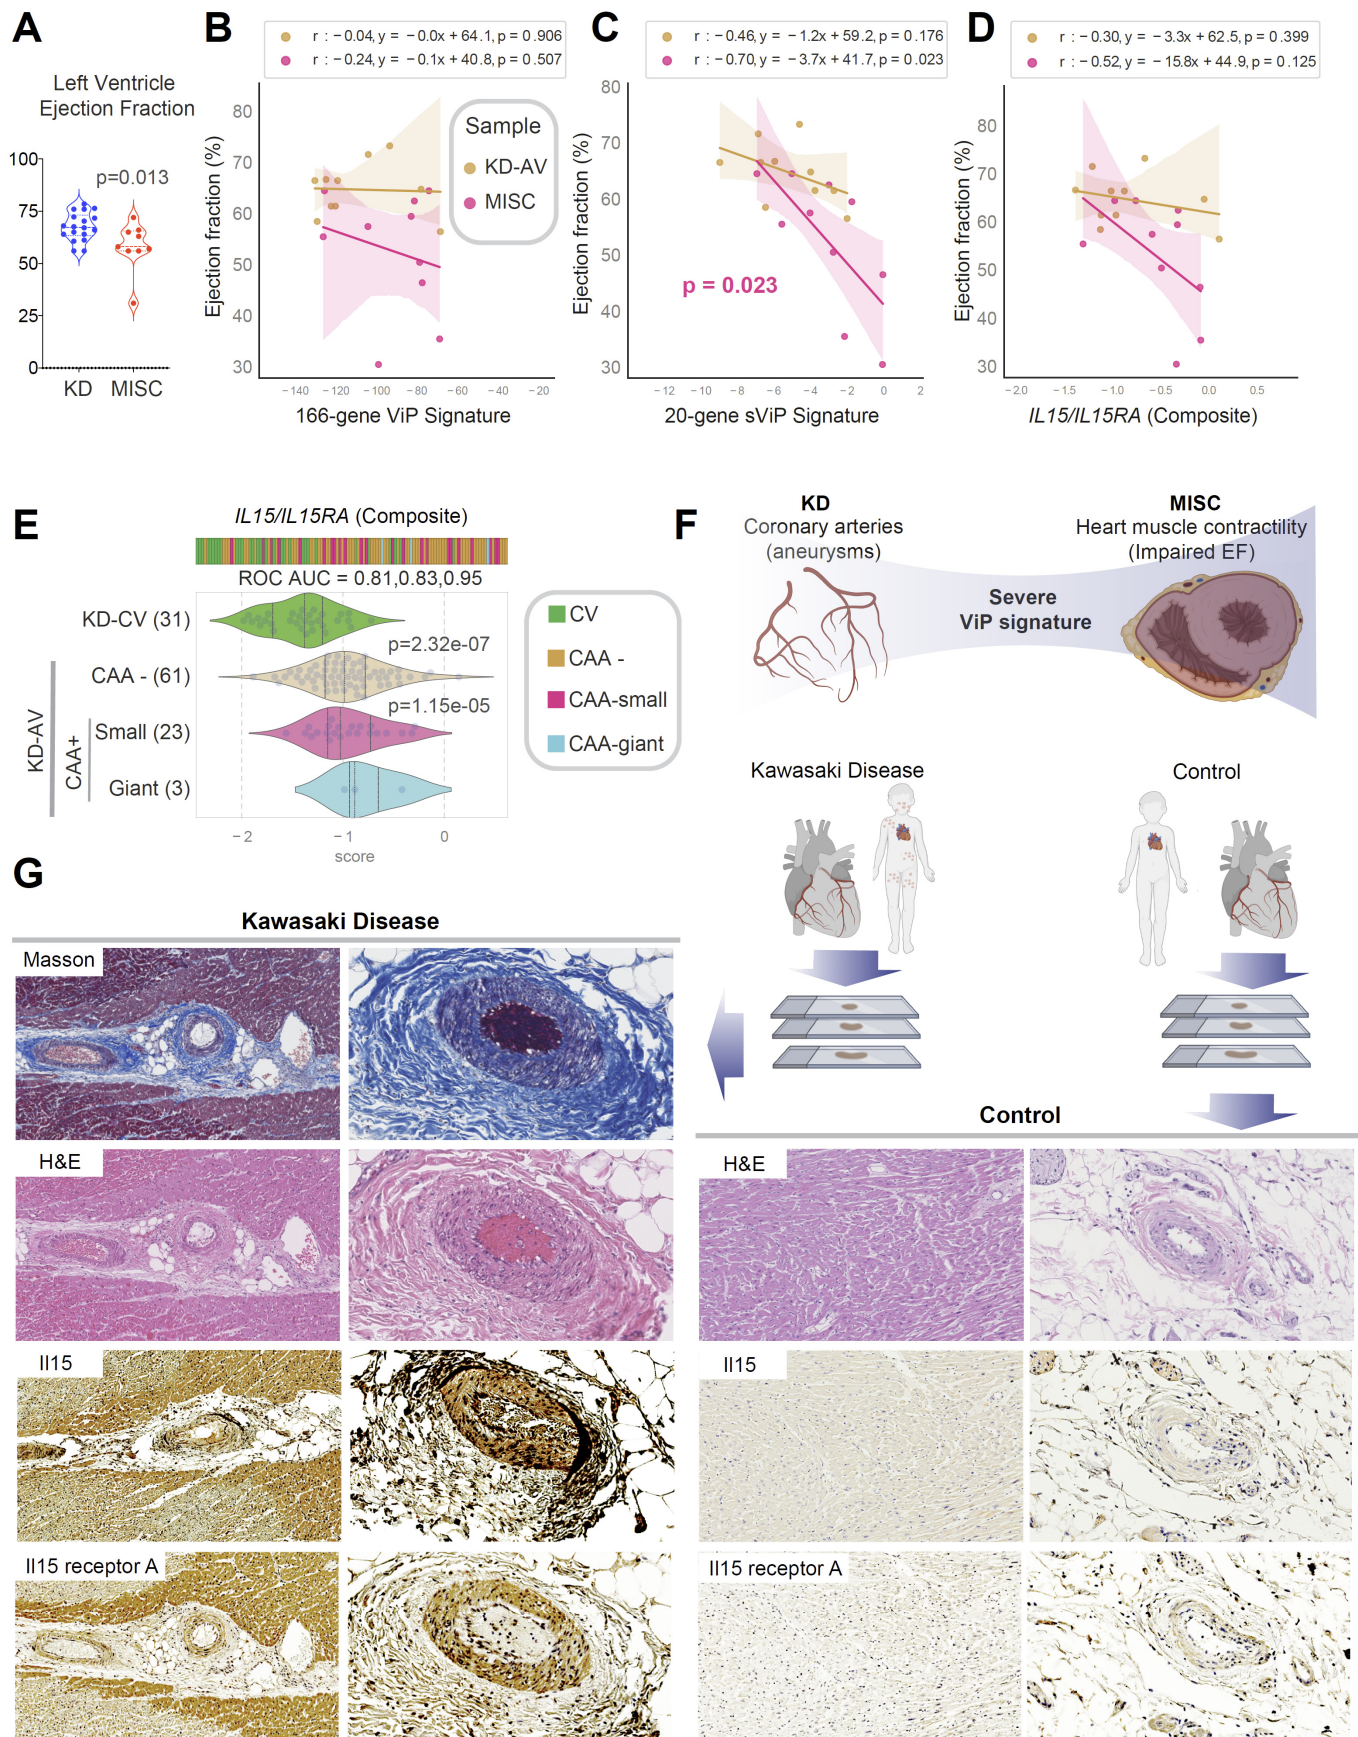 A
Left Ventricle
Ejection Fraction
100
75
50
25
0
p=0.013
KD MISC
B
r : −0.04, y = −0.0x + 64.1, p = 0.906
r : −0.24, y = −0.1x + 40.8, p = 0.507
Ejection fraction (%)
80
70
60
50
40
30
Sample
KD-AV
MISC
−140 −120 −100 −80 −60 −40 −20
166-gene ViP Signature
C
r : −0.46, y = −1.2x + 59.2, p = 0.176
r : −0.70, y = −3.7x + 41.7, p = 0.023
Ejection fraction (%)
80
70
60
50
40
30
p = 0.023
−12 −10 −8 −6 −4 −2 0 2
20-gene sViP Signature
D
r : −0.30, y = −3.3x + 62.5, p = 0.399
r : −0.52, y = −15.8x + 44.9, p = 0.125
Ejection fraction (%)
80
70
60
50
40
30
−2.0 −1.5 −1.0 −0.5 0.0 0.5
IL15/IL15RA (Composite)
E
IL15/IL15RA (Composite)
ROC AUC = 0.81,0.83,0.95
KD-CV (31)
p=2.32e-07
CAA - (61)
p=1.15e-05
Small (23)
Giant (3)
KD-AV
CAA+
−2 −1 0
score
CV
CAA -
CAA-small
CAA-giant
F
KD
Coronary arteries
(aneurysms)
MISC
Heart muscle contractility
(Impaired EF)
Severe
ViP signature
Kawasaki Disease
Control
G
Kawasaki Disease
Masson
H&E
Il15
Il15 receptor A
Control
H&E
Il15
Il15 receptor A